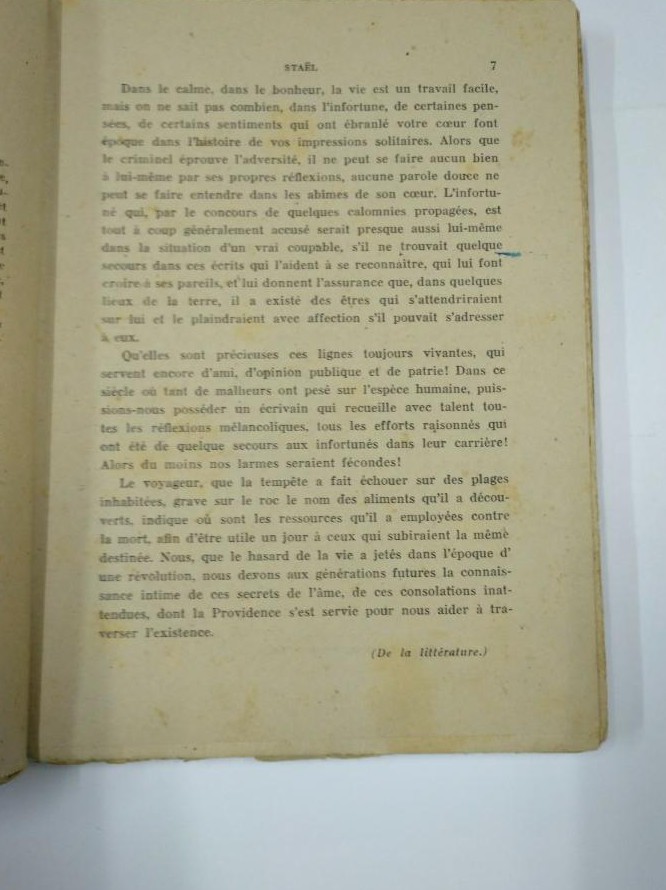 STAËL 7
Dans le calme, dans le bonheur, la vie est un travail facile,
mais on ne sait pas combien, dans l'infortune, de certaines pen-
sées, de certains sentiments qui ont ébranlé votre cœur font
époque dans l'histoire de vos impressions solitaires. Alors que
le criminel éprouve l'adversité, il ne peut se faire aucun bien
à lui-même par ses propres réflexions, aucune parole douce ne
peut se faire entendre dans les abîmes de son cœur. L'infortu-
né qui, par le concours de quelques calomnies propagées, est
tout à coup généralement accusé serait presque aussi lui-même
dans la situation d'un vrai coupable, s'il ne trouvait quelque
secours dans ces écrits qui l'aident à se reconnaître, qui lui font
croire à ses pareils, et lui donnent l'assurance que, dans quelques
lieux de la terre, il a existé des êtres qui s'attendriraient
sur lui et le plaindraient avec affection s'il pouvait s'adresser
à eux.
Qu'elles sont précieuses ces lignes toujours vivantes, qui
servent encore d'ami, d'opinion publique et de patrie! Dans ce
siècle où tant de malheurs ont pesé sur l'espèce humaine, puis-
sions-nous posséder un écrivain qui recueille avec talent tou-
tes les réflexions mélancoliques, tous les efforts raisonnés qui
ont été de quelque secours aux infortunés dans leur carrière!
Alors du moins nos larmes seraient fécondes!
Le voyageur, que la tempête a fait échouer sur des plages
inhabitées, grave sur le roc le nom des aliments qu'il a décou-
verts, indique où sont les ressources qu'il a employées contre
la mort, afin d'être utile un jour à ceux qui subiraient la même
destinée. Nous, que le hasard de la vie a jetés dans l'époque d'
une révolution, nous devons aux générations futures la connais-
sance intime de ces secrets de l'âme, de ces consolations inat-
tendues, dont la Providence s'est servie pour nous aider à tra-
verser l'existence.
(De la littérature.)